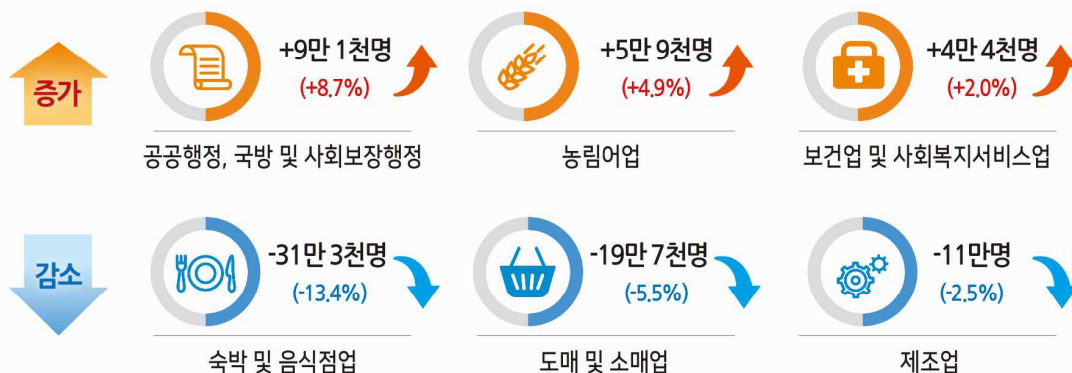 증가
+9만 1천명
(+8.7%)
공공행정, 국방 및 사회보장행정
+5만 9천명
(+4.9%)
농림어업
+4만 4천명
(+2.0%)
보건업 및 사회복지서비스업
감소
-31만 3천명
(-13.4%)
숙박 및 음식점업
-19만 7천명
(-5.5%)
도매 및 소매업
-11만명
(-2.5%)
제조업